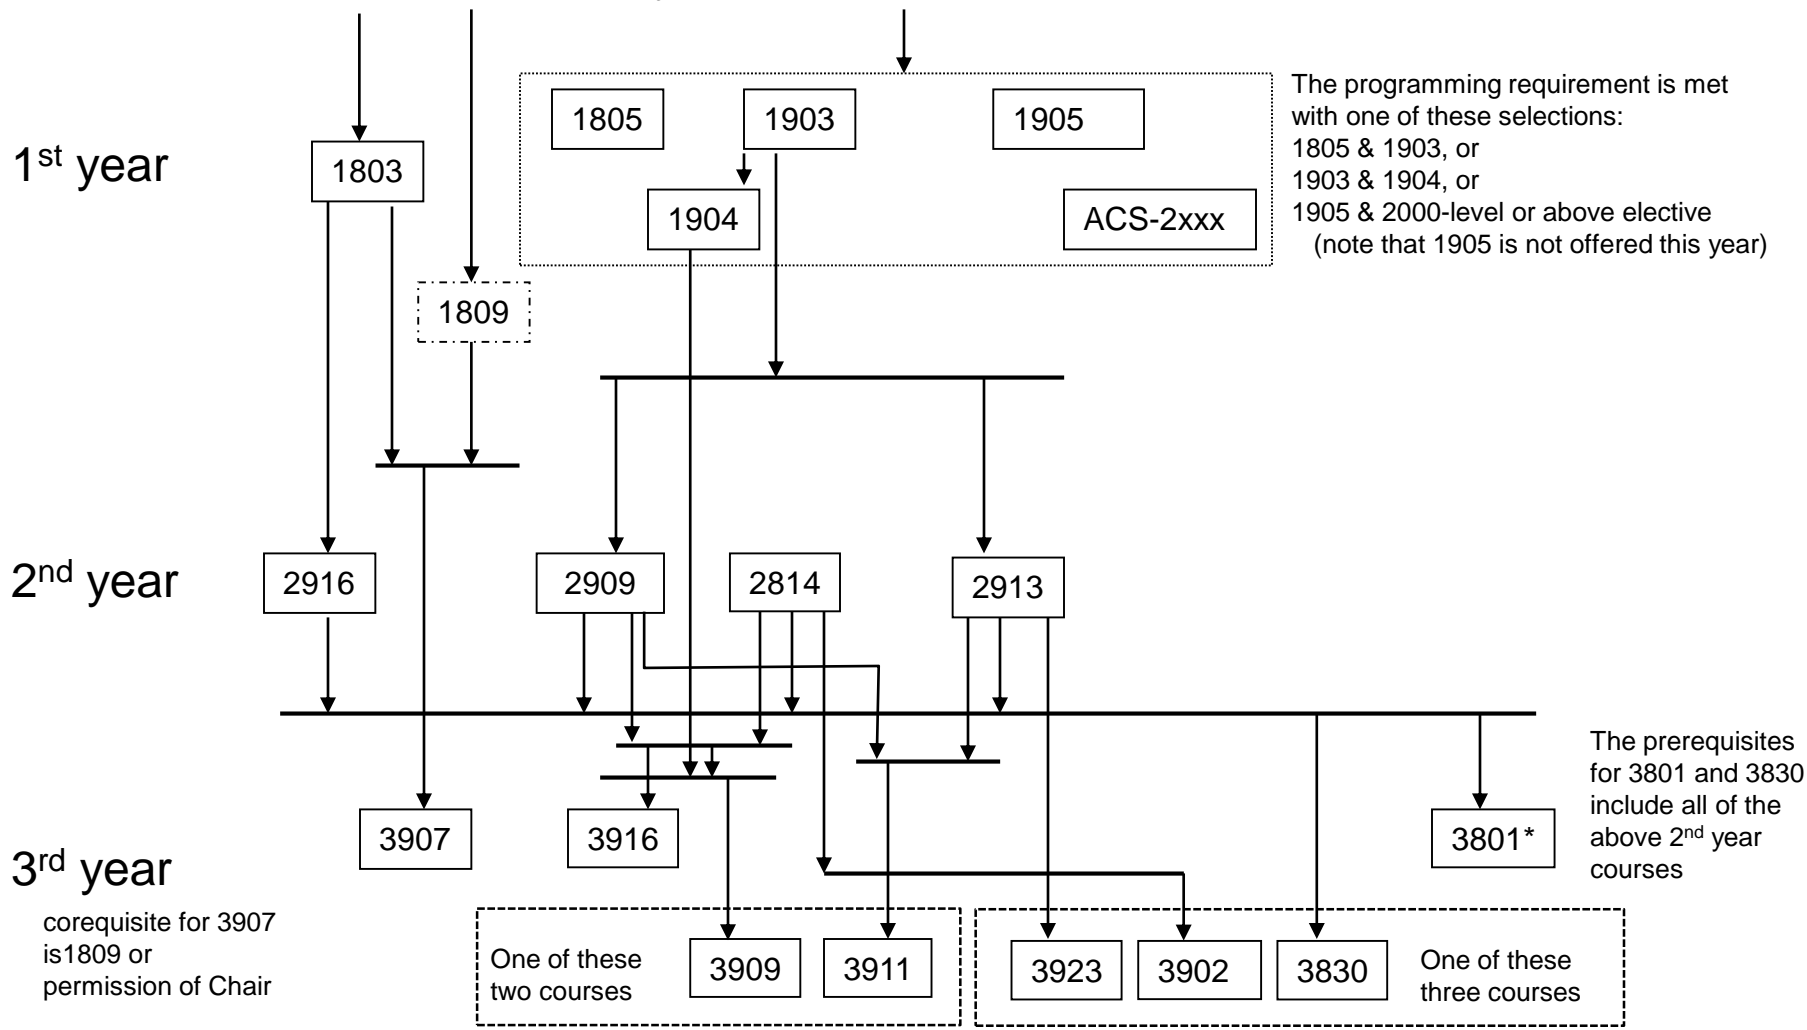 The programming requirement is met
with one of these selections:
1805 & 1903, or
1903 & 1904, or
1905 & 2000-level or above elective
(note that 1905 is not offered this year)
1805
1903
1905
1st year
1803
1904
ACS-2xxx
1809
2nd year
2916
2909
2814
2913
The prerequisites
for 3801 and 3830
include all of the
above 2nd year
courses
3907
3916
3801*
3rd year
corequisite for 3907
is1809 or
permission of Chair
One of these
two courses
3909
3911
3923
3902
3830
One of these
three courses